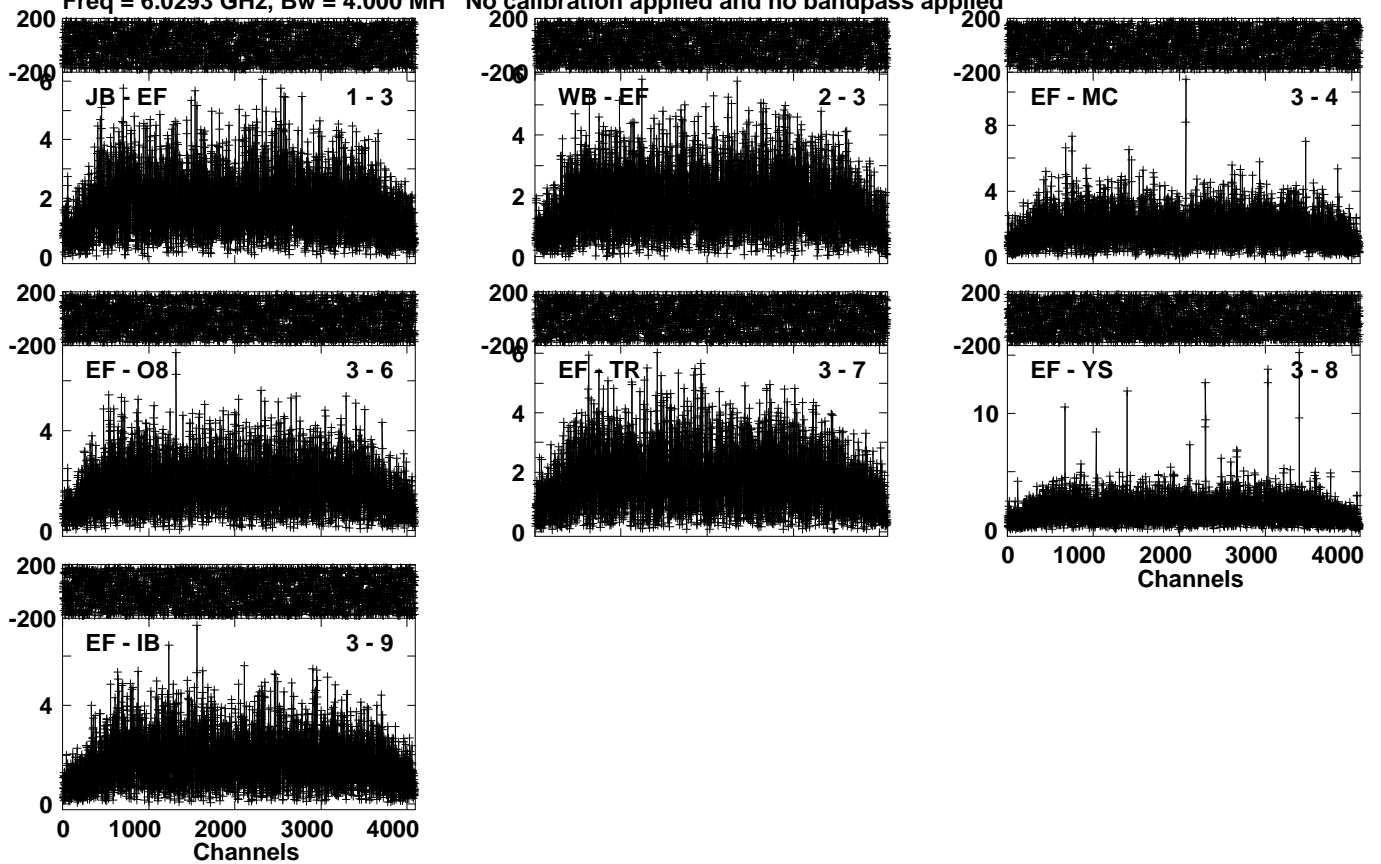 Freq = 6.0293 GHz, Bw = 4.000 MH No calibration applied and no bandpass applied
200 200 200
-200 -200 -200
6 6
JB - EF 1 - 3 WB - EF 2 - 3 EF - MC 3 - 4
8
4 4
4
2 2
0 0 0
200 200 200
-200 -200 -200
6
EF - O8 3 - 6 EF - TR 3 - 7 EF - YS 3 - 8
4 4 10
2
0 0 0
0 1000 2000 3000 4000
Channels
200
-200
EF - IB 3 - 9
4
0
0 1000 2000 3000 4000
Channels